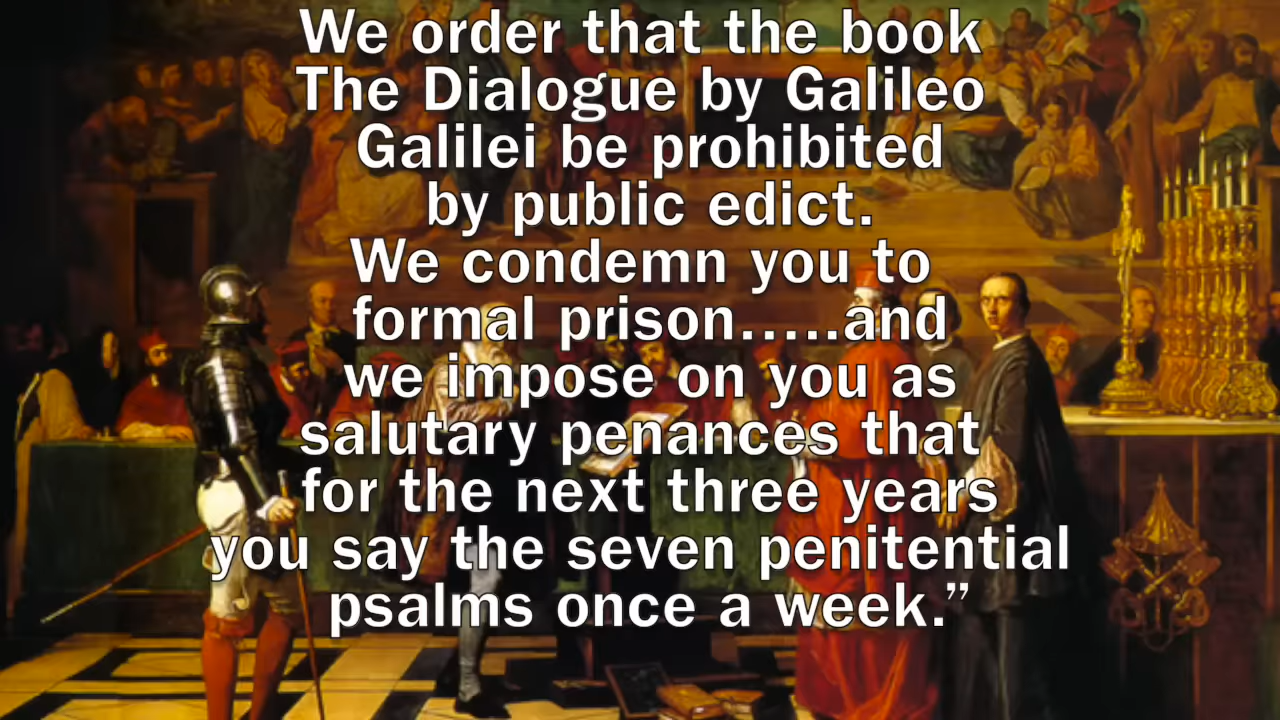 We order that the book
The Dialogue by Galileo
Galilei be prohibited
by public edict.
We condemn you to
formal prison.....and
we impose on you as
salutary penances that
for the next three years
you say the seven penitential
psalms once a week.”